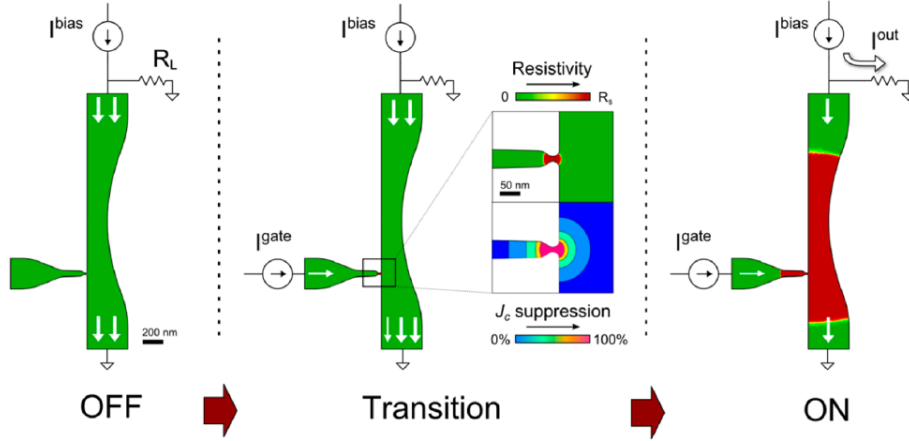 I^bias
R_L
200 nm
OFF
I^bias
I^gate
Resistivity
0 R_s
50 nm
J_c suppression
0% 100%
Transition
I^bias
I^out
I^gate
ON